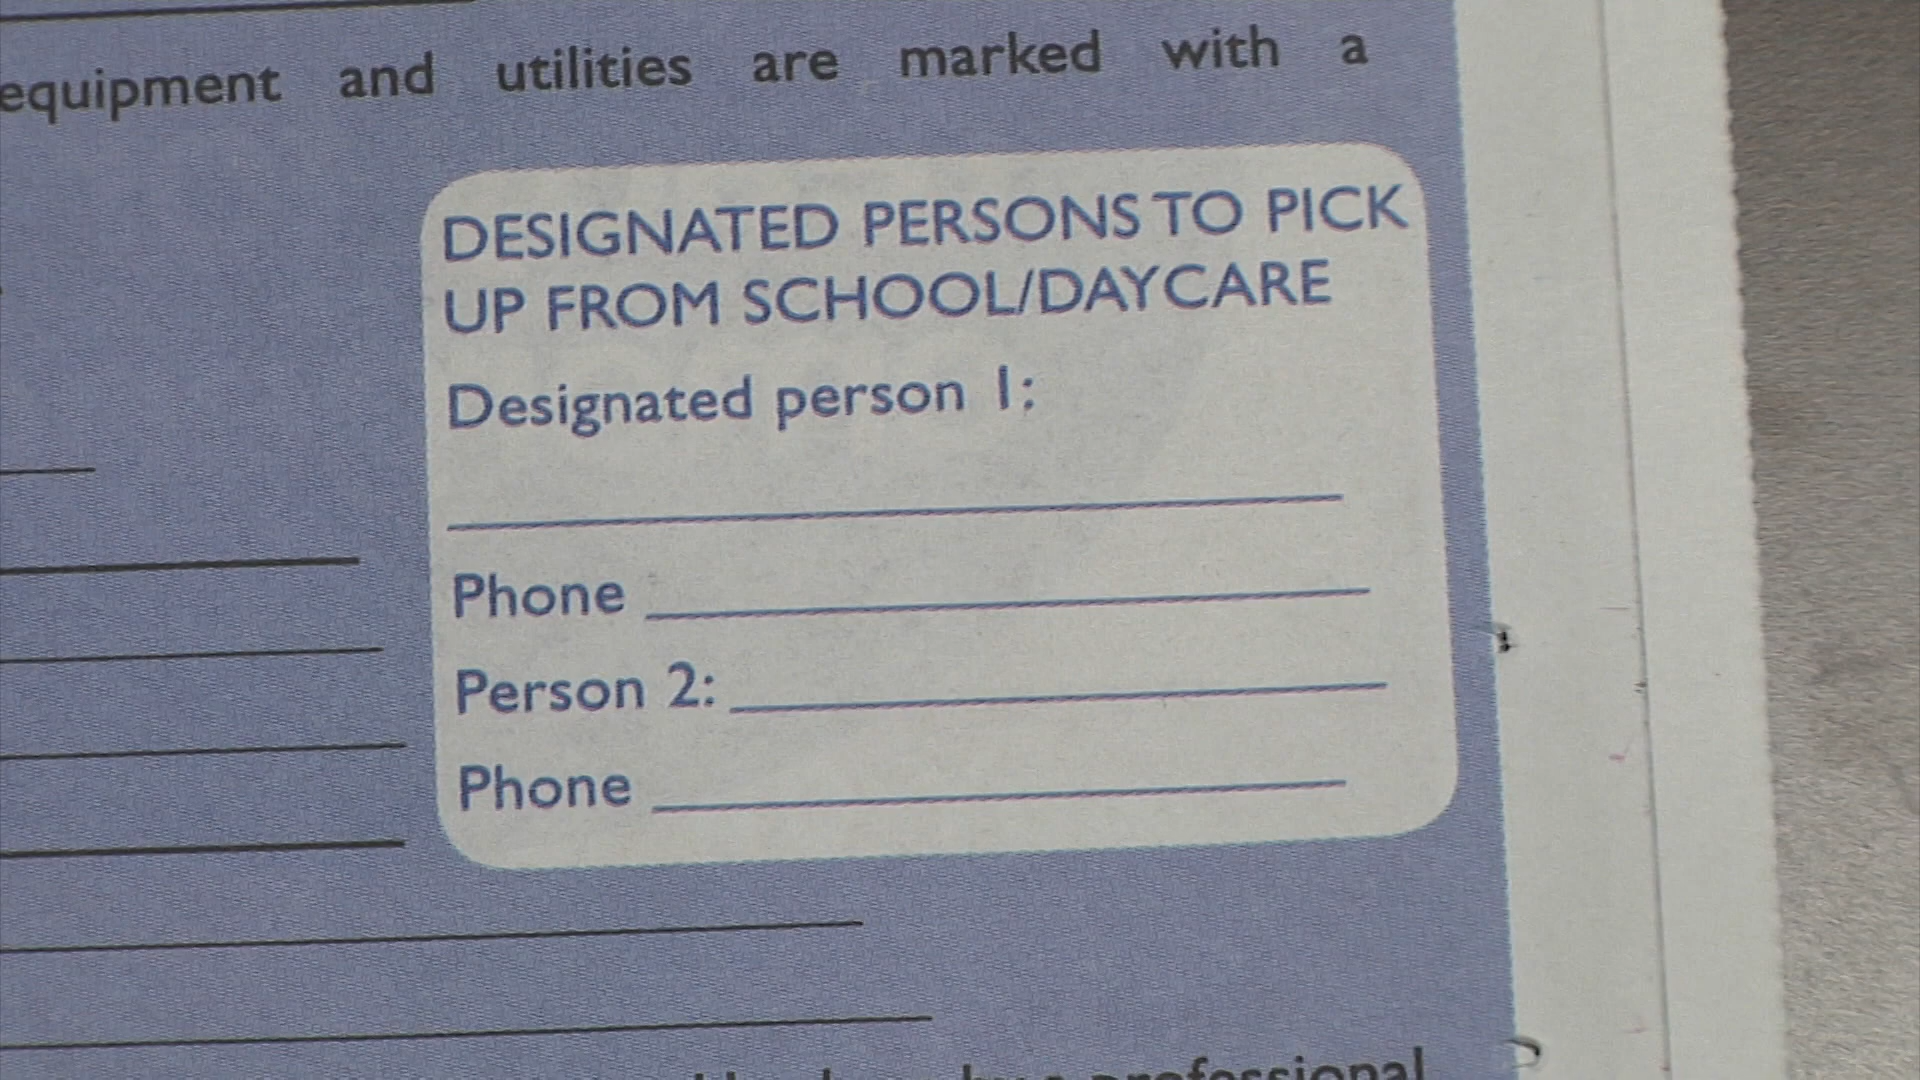 equipment and utilities are marked with a
DESIGNATED PERSONS TO PICK
UP FROM SCHOOL/DAYCARE
Designated person 1:
Phone
Person 2:
Phone
professional